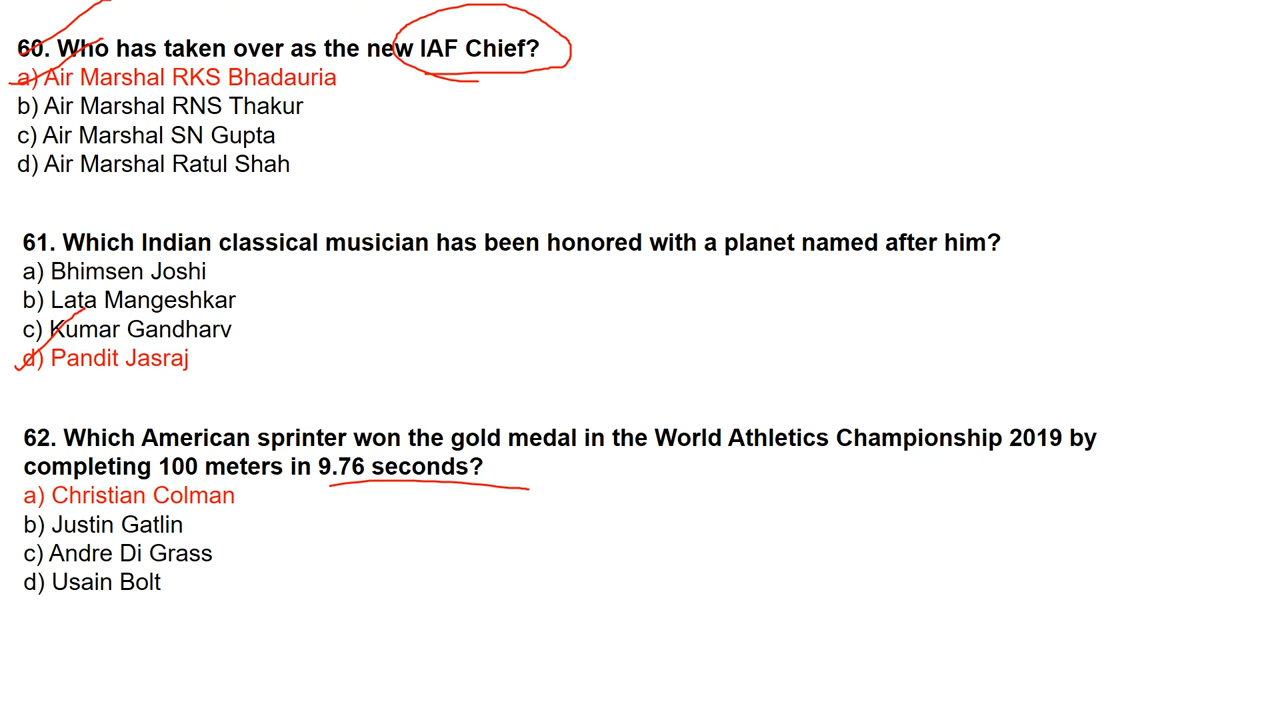 60. Who has taken over as the new IAF Chief?
a) Air Marshal RKS Bhadauria
b) Air Marshal RNS Thakur
c) Air Marshal SN Gupta
d) Air Marshal Ratul Shah
61. Which Indian classical musician has been honored with a planet named after him?
a) Bhimsen Joshi
b) Lata Mangeshkar
c) Kumar Gandharv
d) Pandit Jasraj
62. Which American sprinter won the gold medal in the World Athletics Championship 2019 by
completing 100 meters in 9.76 seconds?
a) Christian Colman
b) Justin Gatlin
c) Andre Di Grass
d) Usain Bolt